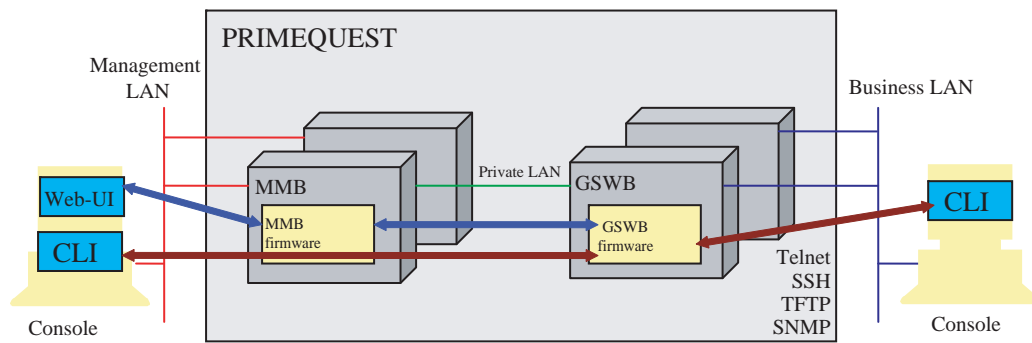 PRIMEQUEST
Management
LAN
Business LAN
Private LAN
MMB
GSWB
Web-UI
CLI
MMB
firmware
GSWB
firmware
CLI
Telnet
SSH
TFTP
SNMP
Console
Console